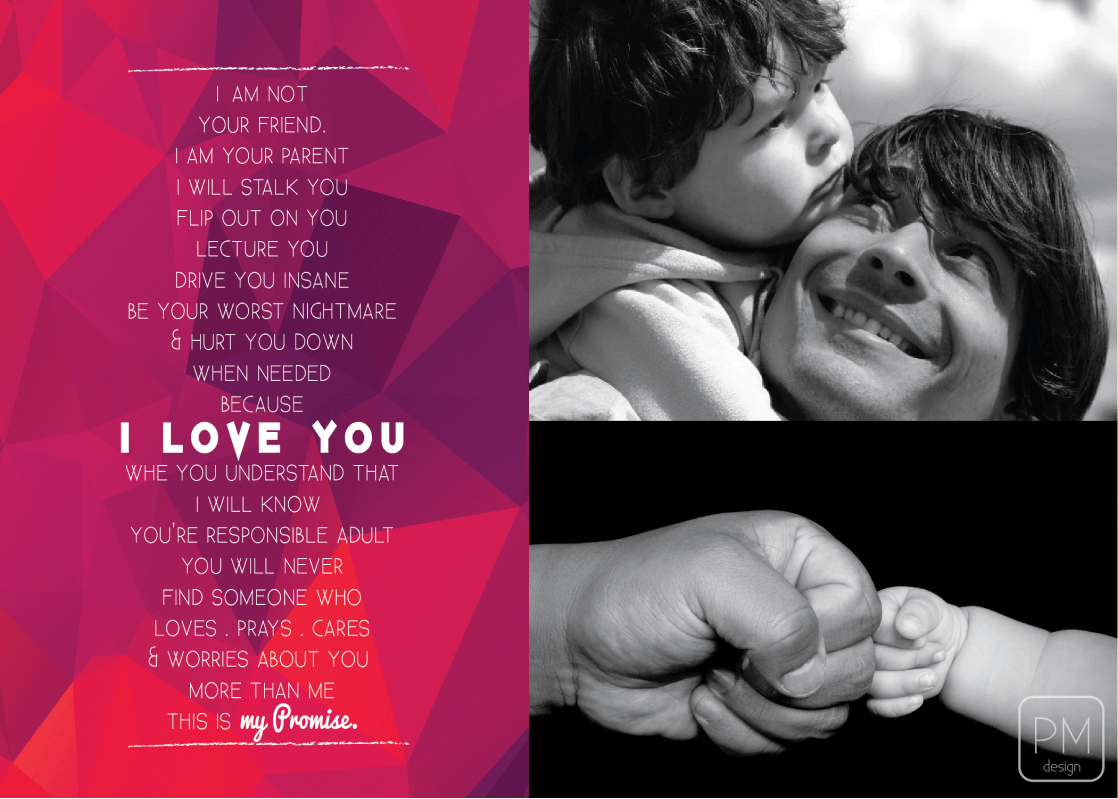 I AM NOT
YOUR FRIEND.
I AM YOUR PARENT
I WILL STALK YOU
FLIP OUT ON YOU
LECTURE YOU
DRIVE YOU INSANE
BE YOUR WORST NIGHTMARE
& HURT YOU DOWN
WHEN NEEDED
BECAUSE
I LOVE YOU
WHE YOU UNDERSTAND THAT
I WILL KNOW
YOU'RE RESPONSIBLE ADULT
YOU WILL NEVER
FIND SOMEONE WHO
LOVES . PRAYS . CARES
& WORRIES ABOUT YOU
MORE THAN ME
THIS IS my Promise.
PM
design